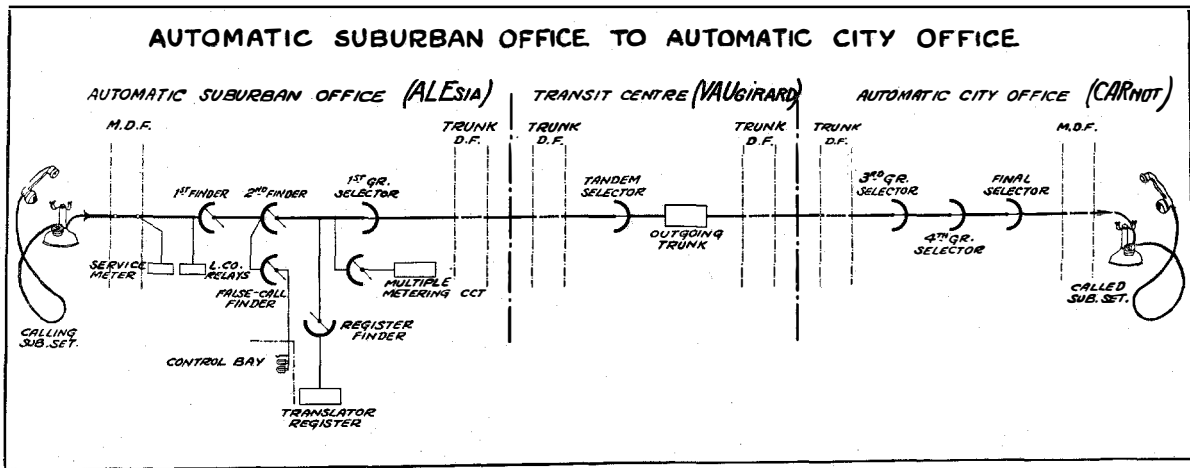 AUTOMATIC SUBURBAN OFFICE TO AUTOMATIC CITY OFFICE
AUTOMATIC SUBURBAN OFFICE (ALESIA)
TRANSIT CENTRE (VAUGIRARD)
AUTOMATIC CITY OFFICE (CARNOT)
M.D.F.
TRUNK
D.F.
TRUNK
D.F.
TRUNK
D.F.
TRUNK
D.F.
M.D.F.
1ST FINDER
2ND FINDER
1ST GR.
SELECTOR
TANDEM
SELECTOR
3RD GR.
SELECTOR
FINAL
SELECTOR
OUTGOING
TRUNK
4TH GR.
SELECTOR
SERVICE
METER
L.CO.
RELAYS
FALSE-CALL
FINDER
MULTIPLE
METERING CCT
CALLED
SUB. SET.
CALLING
SUB. SET.
REGISTER
FINDER
CONTROL BAY
TRANSLATOR
REGISTER